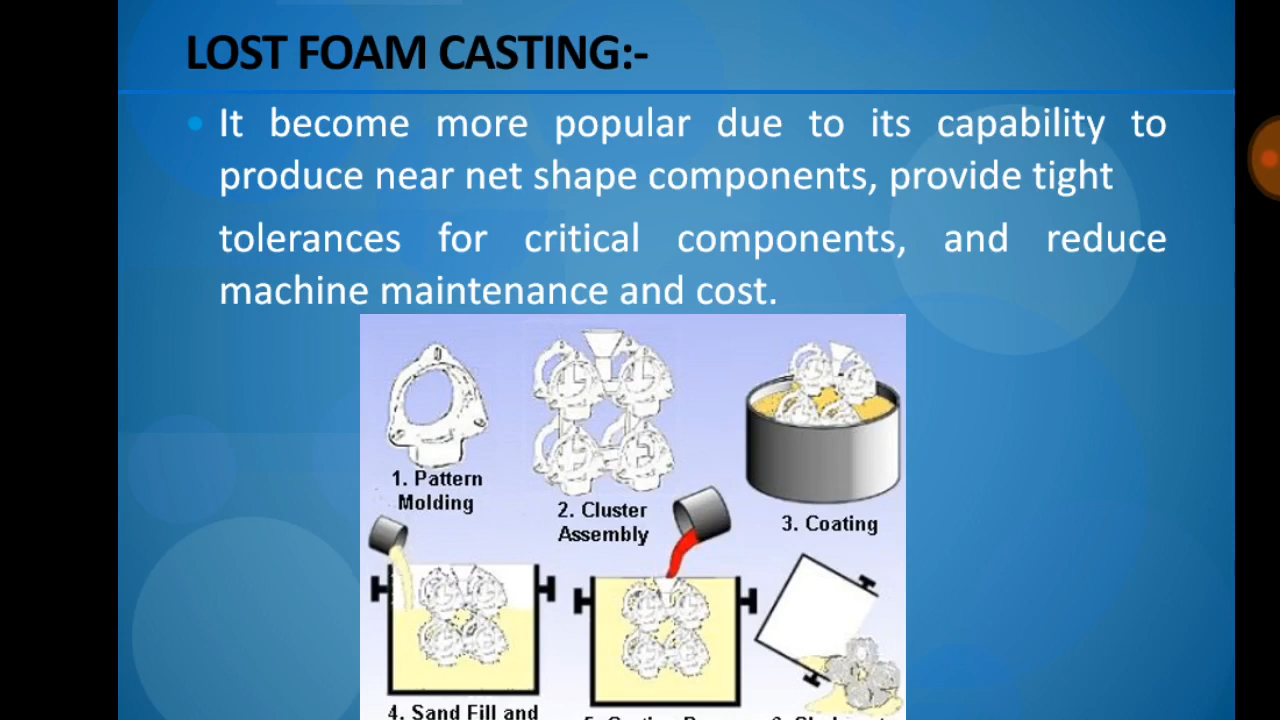 LOST FOAM CASTING:-
It become more popular due to its capability to
produce near net shape components, provide tight
tolerances for critical components, and reduce
machine maintenance and cost.
1. Pattern
Molding
2. Cluster
Assembly
3. Coating
4. Sand Fill and